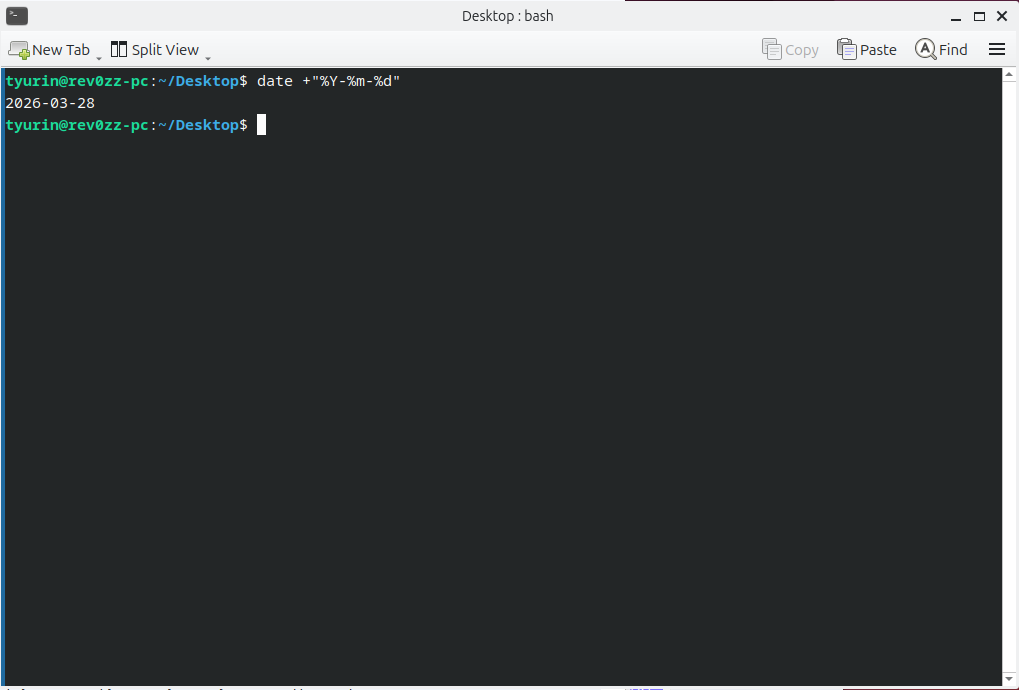 Desktop : bash
New Tab Split View Copy Paste Find
tyurin@rev0zz-pc:~/Desktop$ date +"%Y-%m-%d"
2026-03-28
tyurin@rev0zz-pc:~/Desktop$